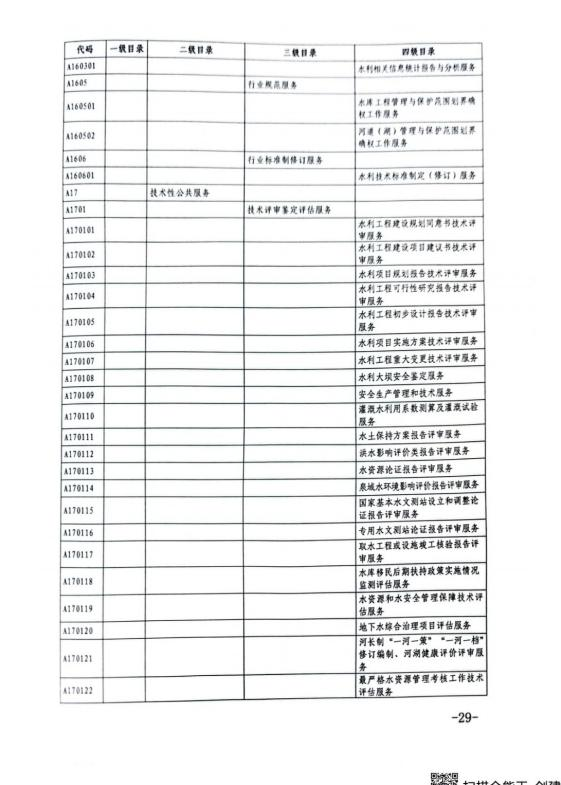 代码 一级目录 二级目录 三级目录 四级目录
A160301 水利相关信息统计报告与分析服务
A1605 行业规范服务
A160501 水库工程管理与保护范围划界确
权工作服务
A160502 河道（湖）管理与保护范围划界
确权工作服务
A1606 行业标准制修订服务
A160601 水利技术标准制定（修订）服务
A17 技术性公共服务
A1701 技术评审鉴定评估服务
A170101 水利工程建设规划同意书技术评
审服务
A170102 水利工程建设项目建议书技术评
审服务
A170103 水利项目规划报告技术评审服务
A170104 水利工程可行性研究报告技术评
审服务
A170105 水利工程初步设计报告技术评审
服务
A170106 水利项目实施方案技术评审服务
A170107 水利工程重大变更技术评审服务
A170108 水利大坝安全鉴定服务
A170109 安全生产管理和技术服务
A170110 灌溉水利用系数测算及灌溉试验
服务
A170111 水土保持方案报告评审服务
A170112 洪水影响评价类报告评审服务
A170113 水资源论证报告评审服务
A170114 泉域水环境影响评价报告评审服务
A170115 国家基本水文测站设立和调整论
证报告评审服务
A170116 专用水文测站论证报告评审服务
A170117 取水工程或设施竣工核验报告评
审服务
A170118 水库移民后期扶持政策实施情况
监测评估服务
A170119 水资源和水安全管理保障技术评
估服务
A170120 地下水综合治理项目评估服务
A170121 河长制“一河一策”“一河一档”
修订编制、河湖健康评价评审服
务
A170122 最严格水资源管理考核工作技术
评估服务
-29-